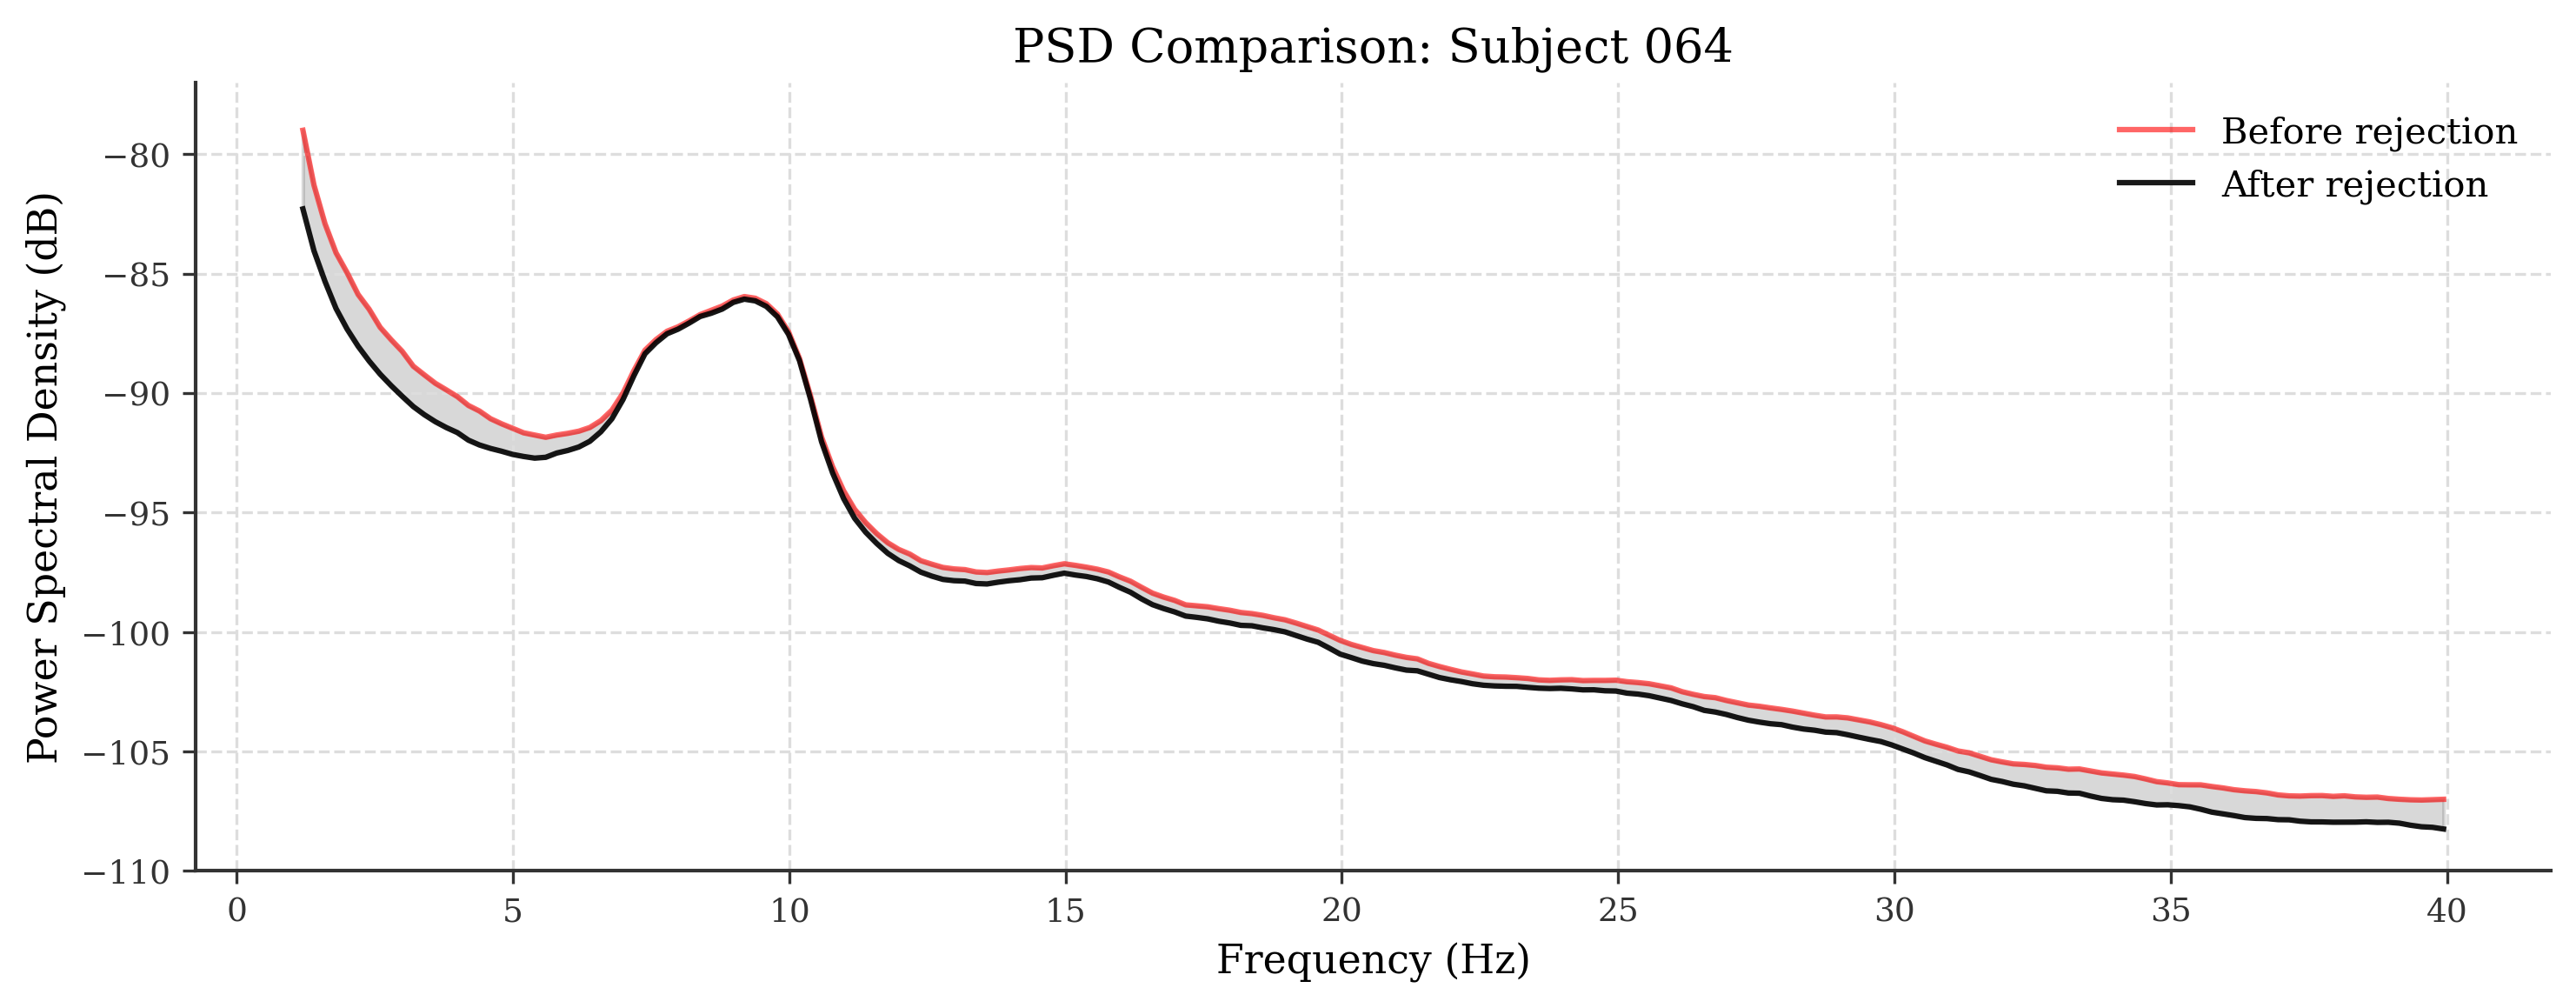 PSD Comparison: Subject 064
Before rejection
After rejection
Power Spectral Density (dB)
−80
−85
−90
−95
−100
−105
−110
0 5 10 15 20 25 30 35 40
Frequency (Hz)